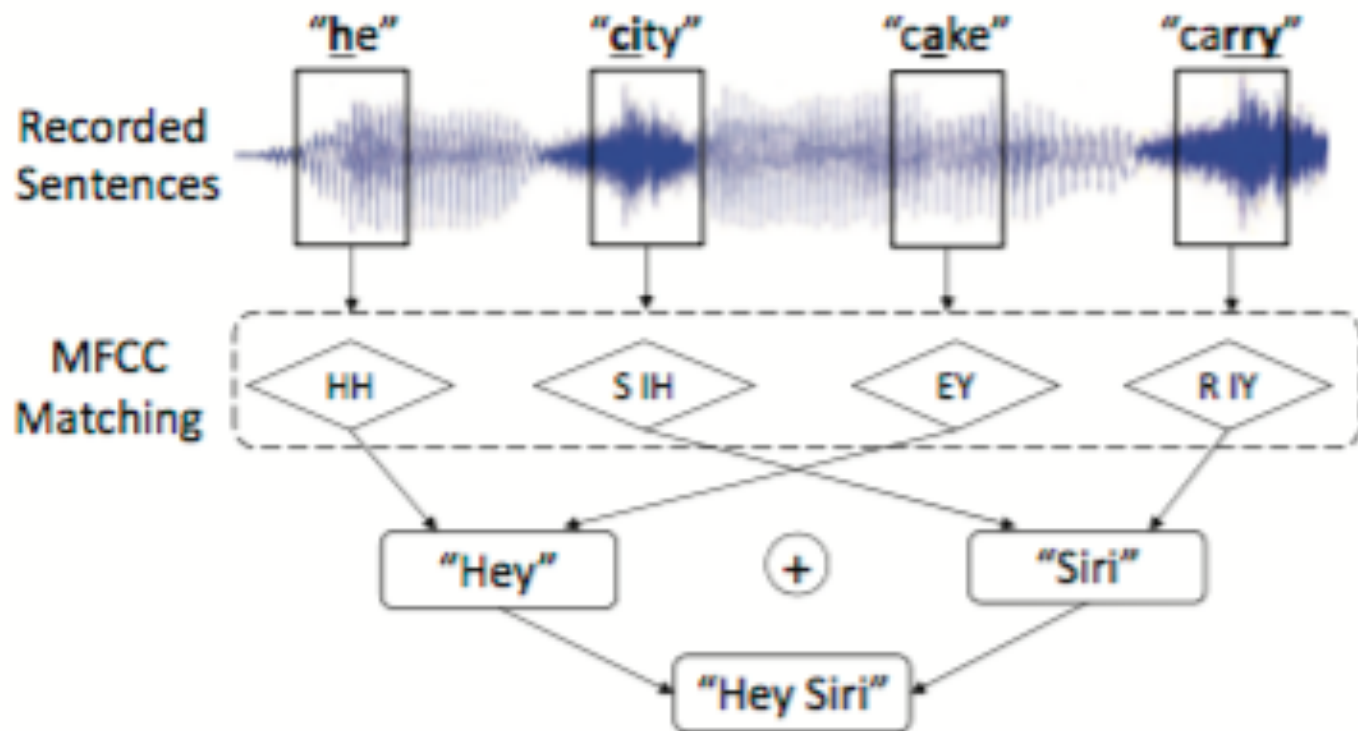 “he” “city” “cake” “carry”
Recorded
Sentences
MFCC
Matching
HH S IH EY R IY
“Hey” + “Siri”
“Hey Siri”